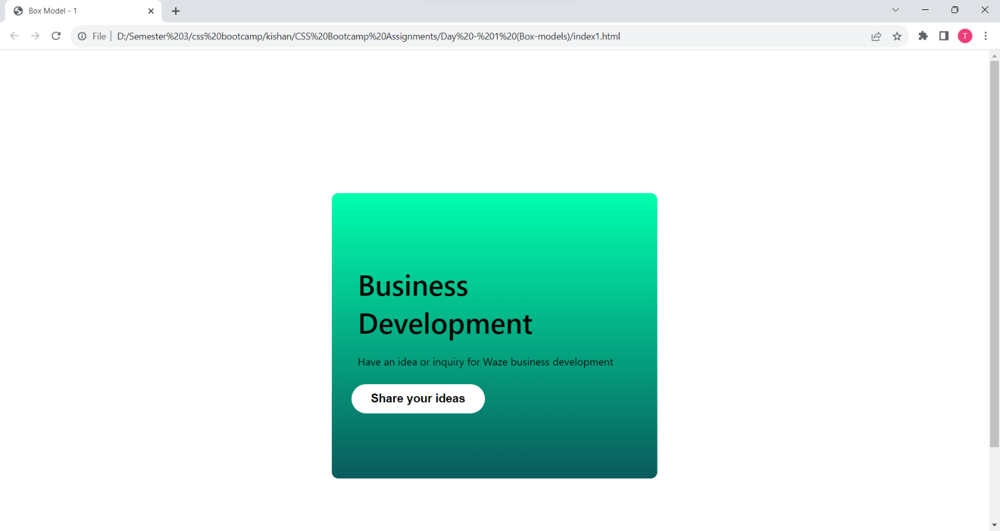 Box Model - 1
File D:/Semester%203/css%20bootcamp/kishan/CSS%20Bootcamp%20Assignments/Day%20-%201%20(Box-models)/index1.html
T
Business
Development
Have an idea or inquiry for Waze business development
Share your ideas